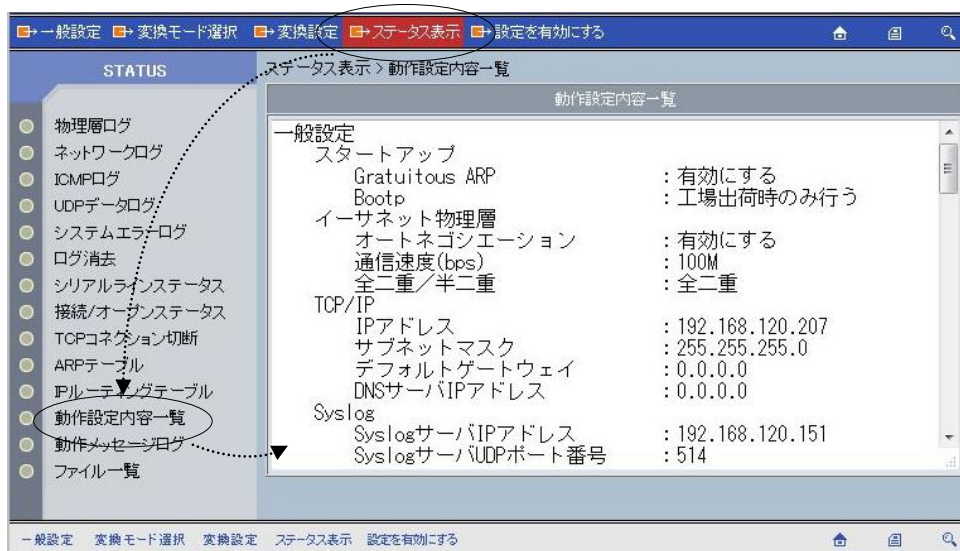 一般設定 変換モード選択 変換設定 ステータス表示 設定を有効にする
STATUS
ステータス表示 > 動作設定内容一覧
動作設定内容一覧
物理層ログ
ネットワークログ
ICMPログ
UDPデータログ
システムエラーログ
ログ消去
シリアルラインステータス
接続/オープンステータス
TCPコネクション切断
ARPテーブル
IPルーティングテーブル
動作設定内容一覧
動作メッセージログ
ファイル一覧
一般設定
スタートアップ
Gratuitous ARP : 有効にする
Bootp : 工場出荷時のみ行う
イーサネット物理層
オートネゴシエーション : 有効にする
通信速度(bps) : 100M
全二重/半二重 : 全二重
TCP/IP
IPアドレス : 192.168.120.207
サブネットマスク : 255.255.255.0
デフォルトゲートウェイ : 0.0.0.0
DNSサーバIPアドレス : 0.0.0.0
Syslog
SyslogサーバIPアドレス : 192.168.120.151
SyslogサーバUDPポート番号 : 514
一般設定 変換モード選択 変換設定 ステータス表示 設定を有効にする